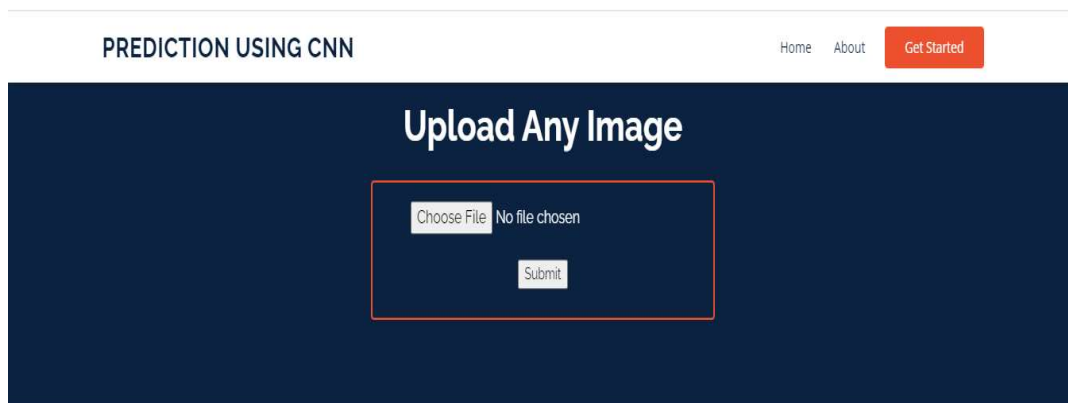 PREDICTION USING CNN Home About Get Started
Upload Any Image
Choose File No file chosen
Submit